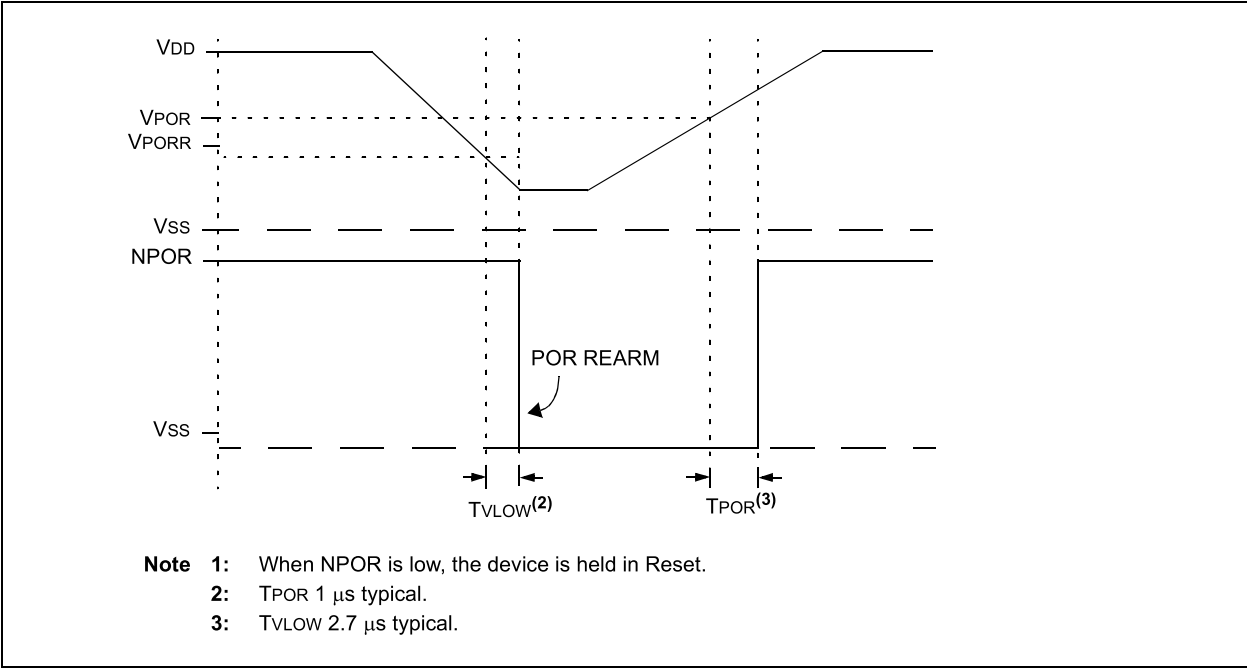 VDD
VPOR
VPORR
VSS
NPOR
POR REARM
VSS
TVLOW(2)
TPOR(3)
Note 1: When NPOR is low, the device is held in Reset.
2: TPOR 1 μs typical.
3: TVLOW 2.7 μs typical.